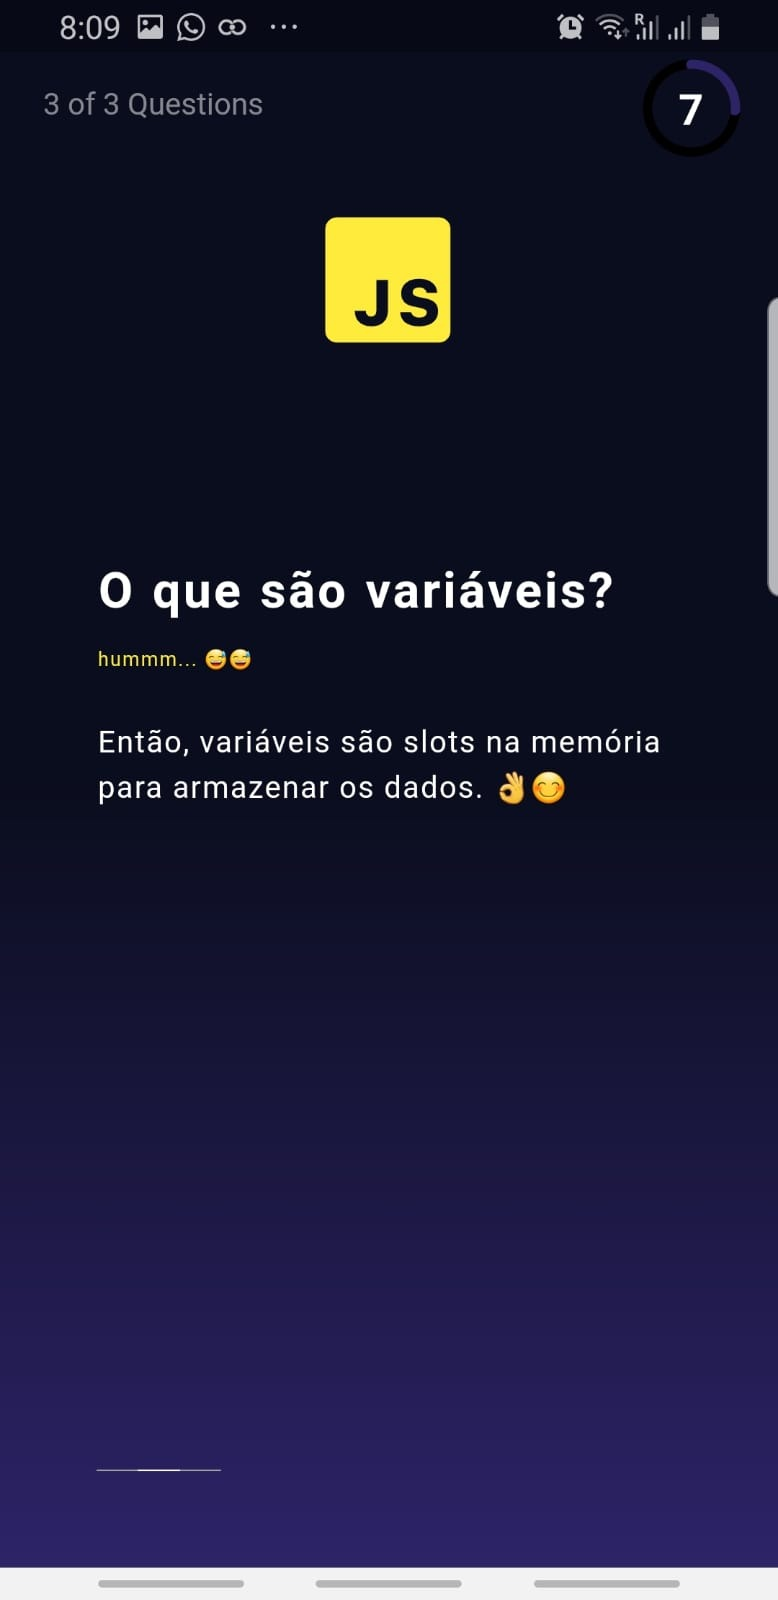 8:09
R
3 of 3 Questions
7
JS
O que são variáveis?
hummm... 😅😅
Então, variáveis são slots na memória
para armazenar os dados. 👌😊